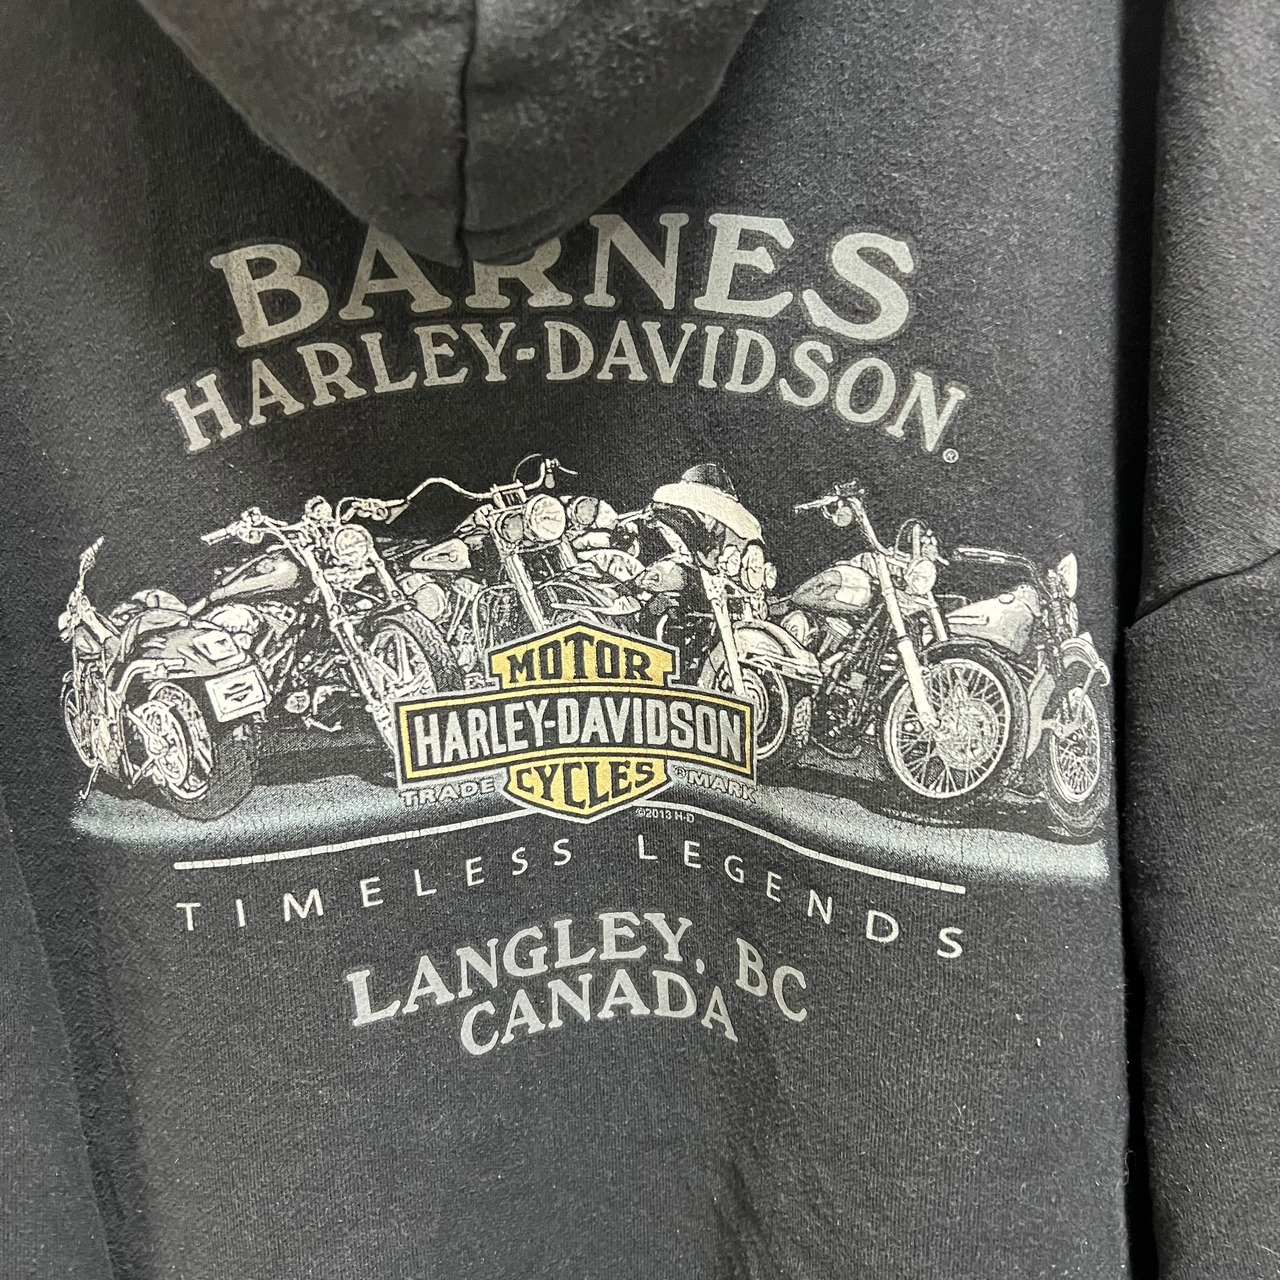 BARNES
HARLEY-DAVIDSON®
MOTOR
HARLEY-DAVIDSON
CYCLES
TRADE ®MARK
©2013 H-D
TIMELESS LEGENDS
LANGLEY, BC
CANADA